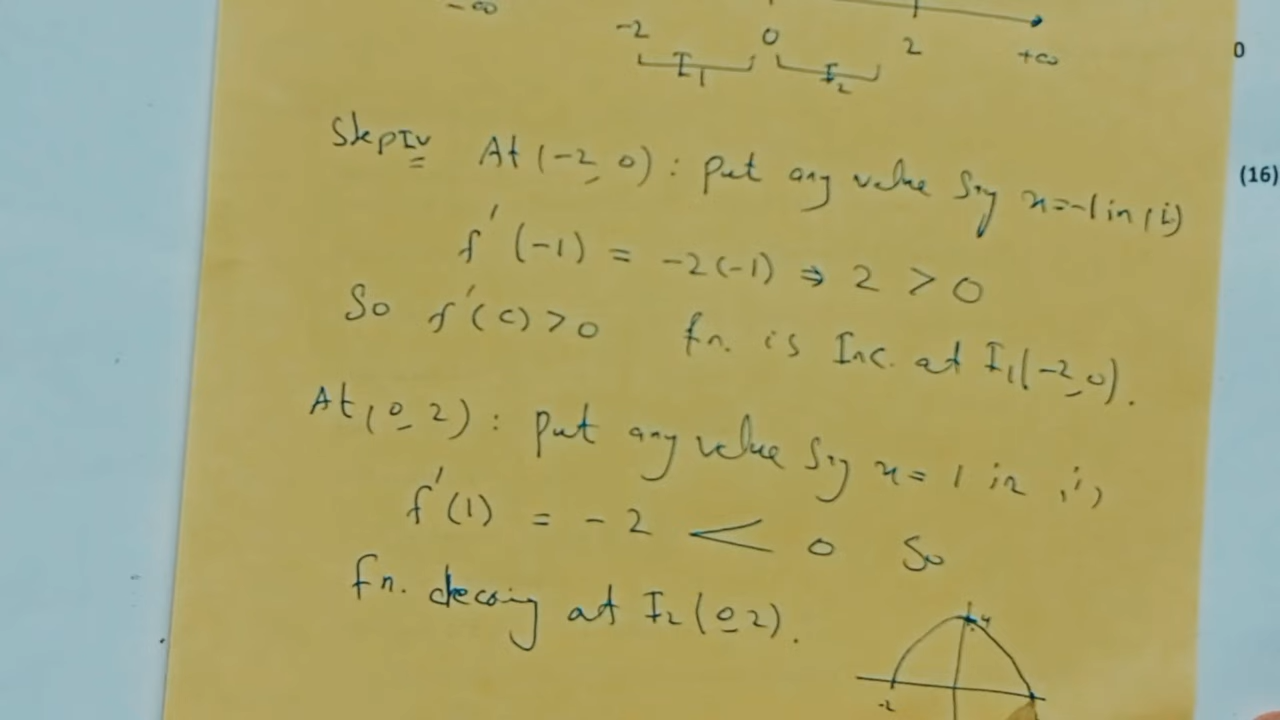 -∞ -2 0 2 +∞
I₁ I₂
0
Step IV At (-2, 0) : put any value Say x=-1 in (i)
(16)
f'(-1) = -2(-1) ⇒ 2 > 0
So f'(c) > 0 fn. is Inc. at I₁(-2, 0).
At (0, 2) : put any value Say x = 1 in (i)
f'(1) = -2 < 0 So
fn. at I₂ (0, 2).
4
-2